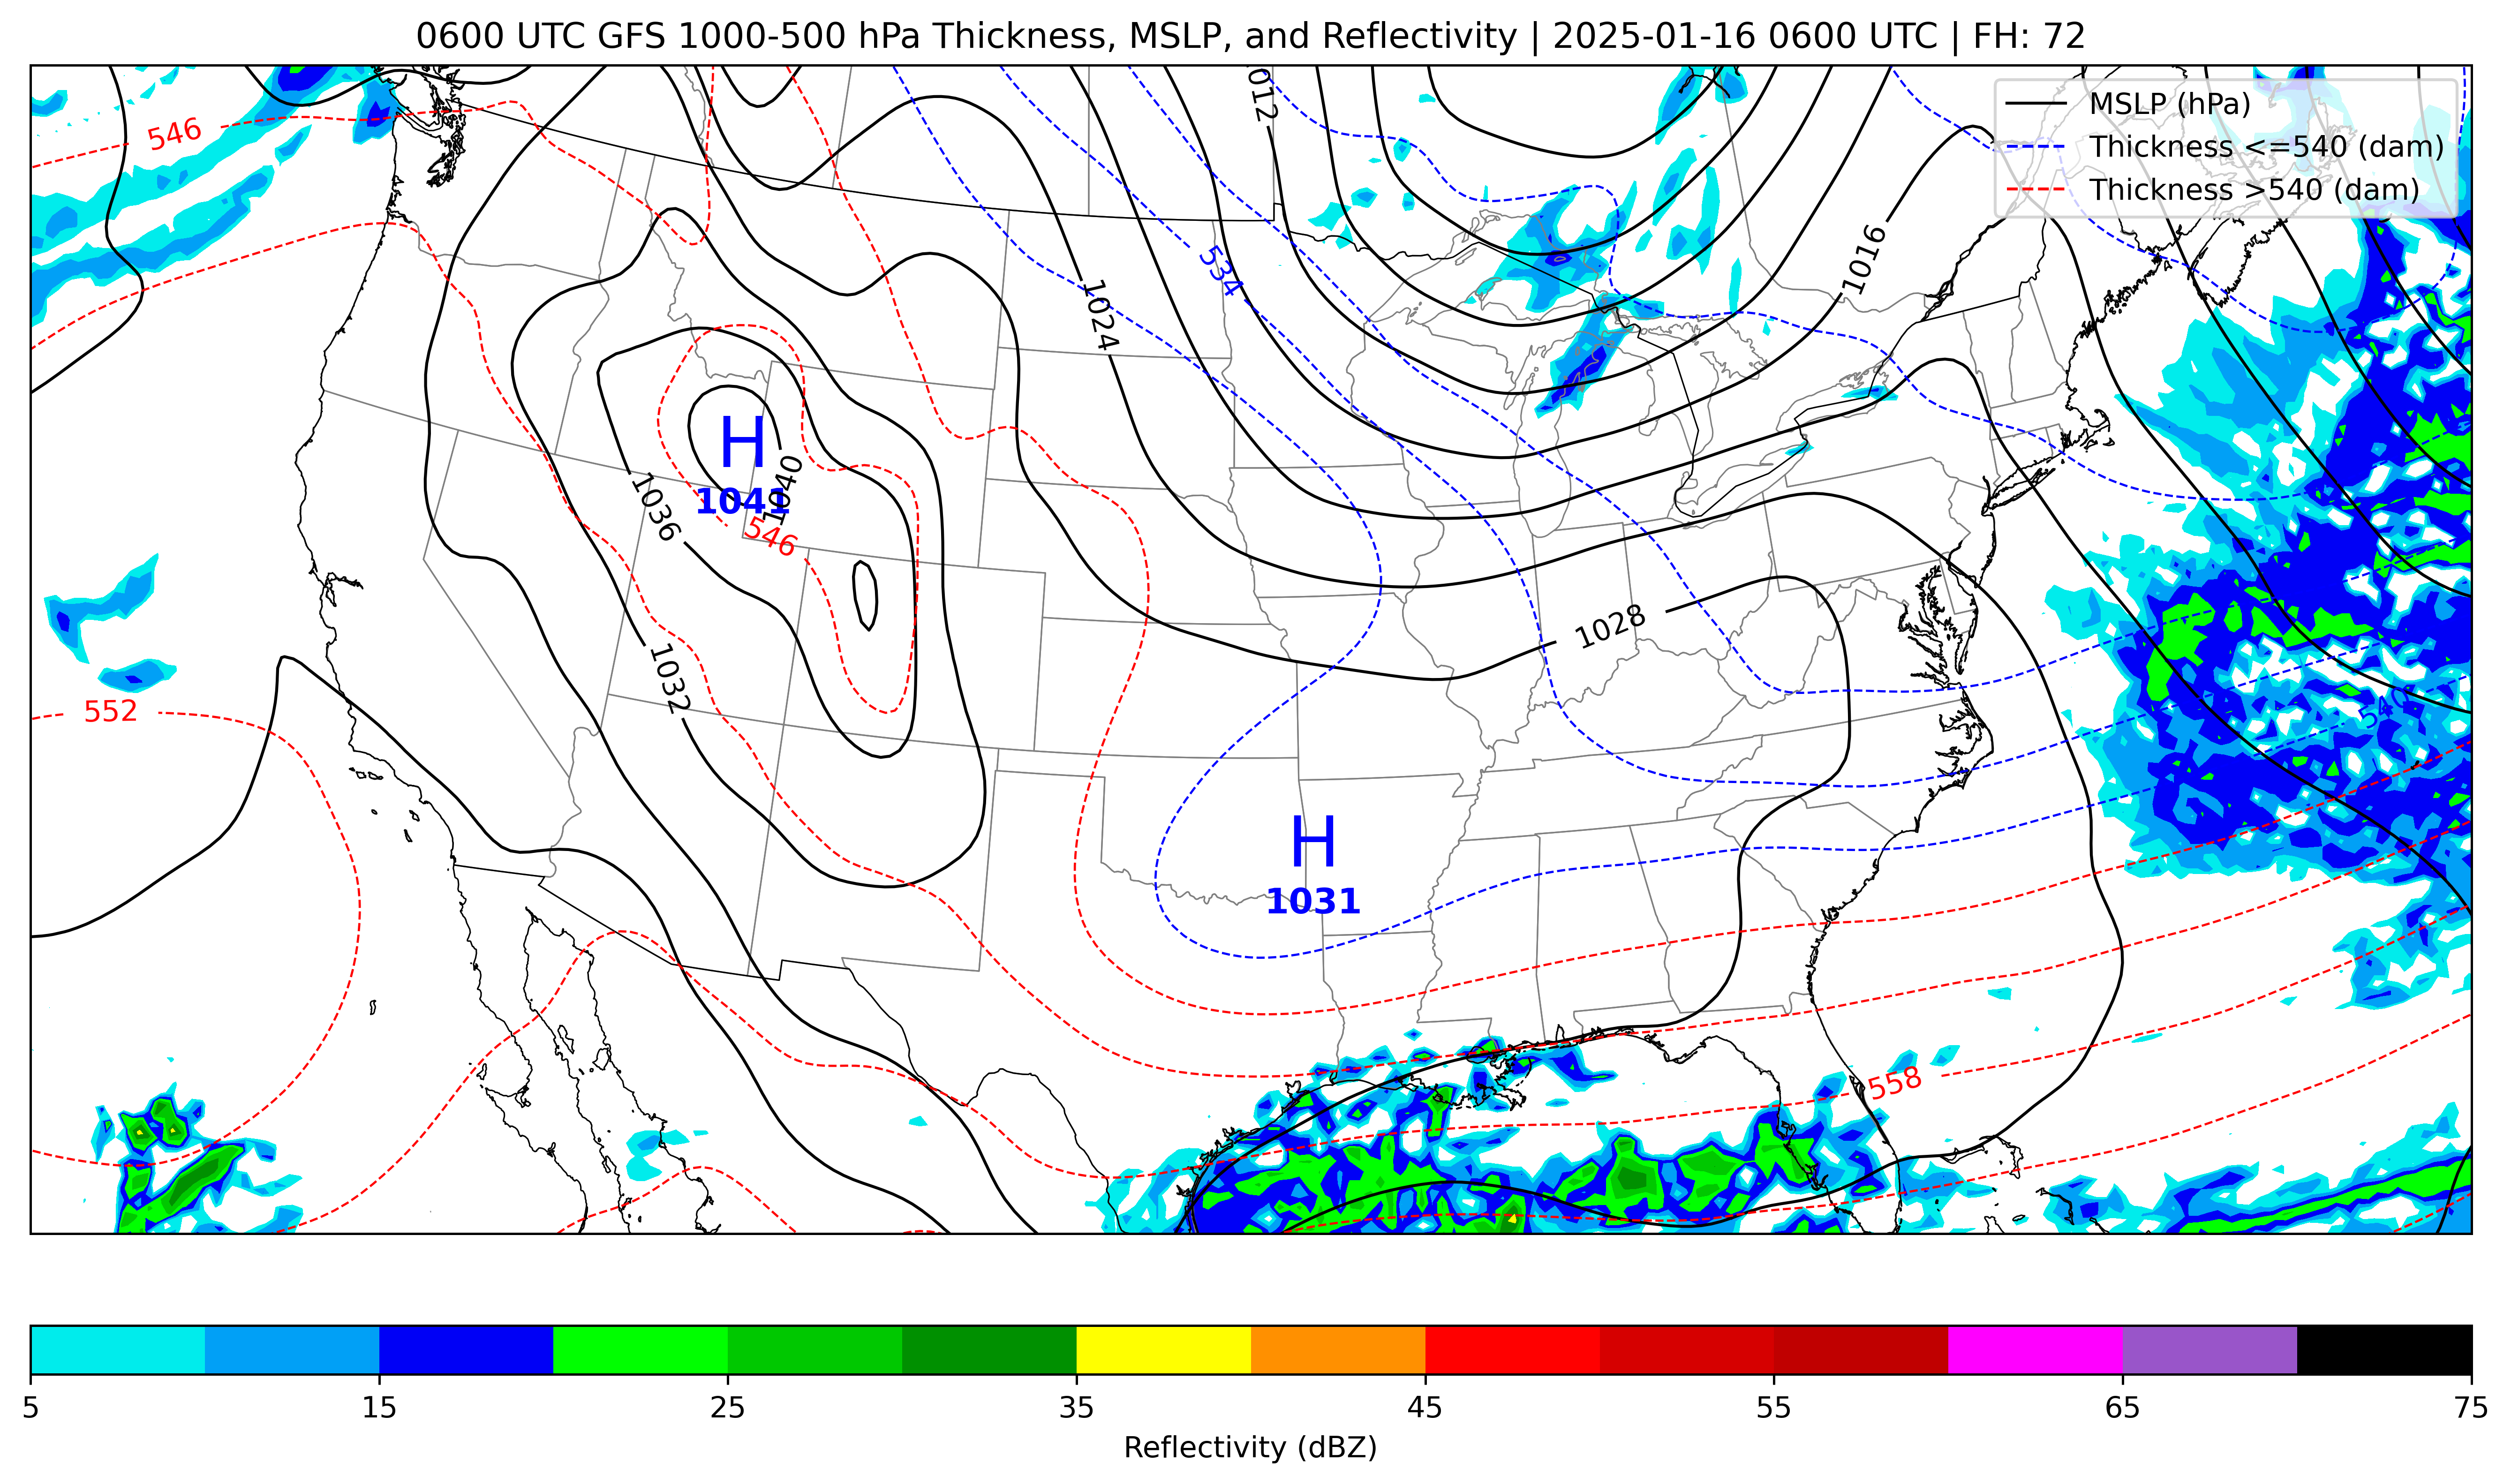 0600 UTC GFS 1000-500 hPa Thickness, MSLP, and Reflectivity | 2025-01-16 0600 UTC | FH: 72
MSLP (hPa)
Thickness <=540 (dam)
Thickness >540 (dam)
1012
546
1016
534
1024
H
1041
1040
1036
546
1028
1032
552
540
H
1031
558
5 15 25 35 45 55 65 75
Reflectivity (dBZ)